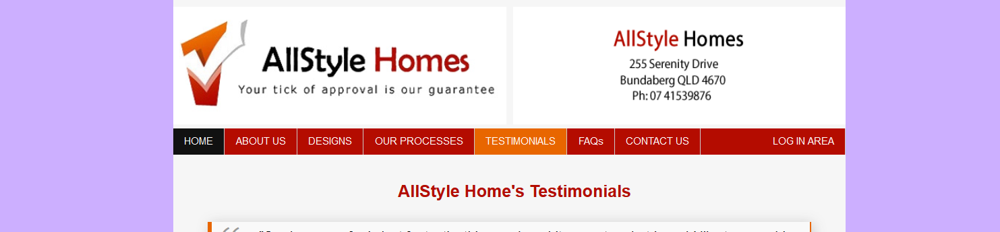 AllStyle Homes
Your tick of approval is our guarantee
AllStyle Homes
255 Serenity Drive
Bundaberg QLD 4670
Ph: 07 41539876
HOME ABOUT US DESIGNS OUR PROCESSES TESTIMONIALS FAQs CONTACT US LOG IN AREA
AllStyle Home's Testimonials